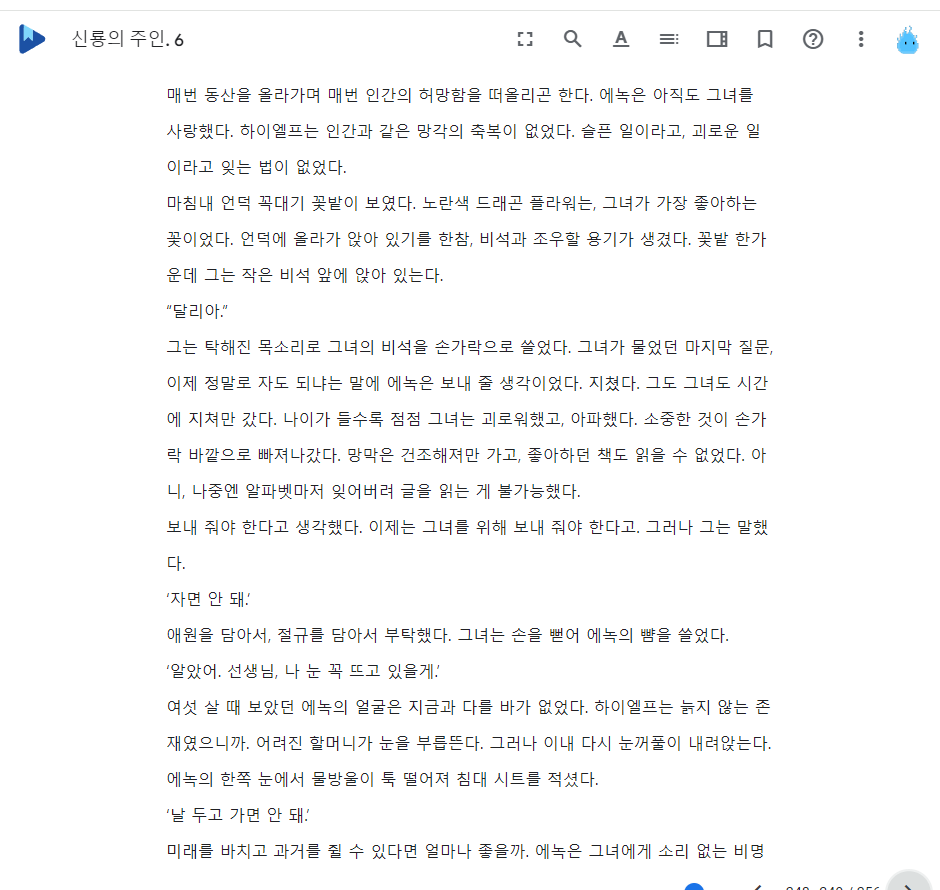 신룡의 주인. 6
매번 동산을 올라가며 매번 인간의 허망함을 떠올리곤 한다. 에녹은 아직도 그녀를
사랑했다. 하이엘프는 인간과 같은 망각의 축복이 없었다. 슬픈 일이라고, 괴로운 일
이라고 잊는 법이 없었다.
마침내 언덕 꼭대기 꽃밭이 보였다. 노란색 드래곤 플라워는, 그녀가 가장 좋아하는
꽃이었다. 언덕에 올라가 앉아 있기를 한참, 비석과 조우할 용기가 생겼다. 꽃밭 한가
운데 그는 작은 비석 앞에 앉아 있는다.
“달리아.”
그는 탁해진 목소리로 그녀의 비석을 손가락으로 쓸었다. 그녀가 물었던 마지막 질문,
이제 정말로 자도 되냐는 말에 에녹은 보내 줄 생각이었다. 지쳤다. 그도 그녀도 시간
에 지쳐만 갔다. 나이가 들수록 점점 그녀는 괴로워했고, 아파했다. 소중한 것이 손가
락 바깥으로 빠져나갔다. 망막은 건조해져만 가고, 좋아하던 책도 읽을 수 없었다. 아
니, 나중엔 알파벳마저 잊어버려 글을 읽는 게 불가능했다.
보내 줘야 한다고 생각했다. 이제는 그녀를 위해 보내 줘야 한다고. 그러나 그는 말했
다.
‘자면 안 돼.’
애원을 담아서, 절규를 담아서 부탁했다. 그녀는 손을 뻗어 에녹의 뺨을 쓸었다.
‘알았어. 선생님, 나 눈 꼭 뜨고 있을게.’
여섯 살 때 보았던 에녹의 얼굴은 지금과 다를 바가 없었다. 하이엘프는 늙지 않는 존
재였으니까. 어려진 할머니가 눈을 부릅뜬다. 그러나 이내 다시 눈꺼풀이 내려앉는다.
에녹의 한쪽 눈에서 물방울이 툭 떨어져 침대 시트를 적셨다.
‘날 두고 가면 안 돼.’
미래를 바치고 과거를 쥘 수 있다면 얼마나 좋을까. 에녹은 그녀에게 소리 없는 비명